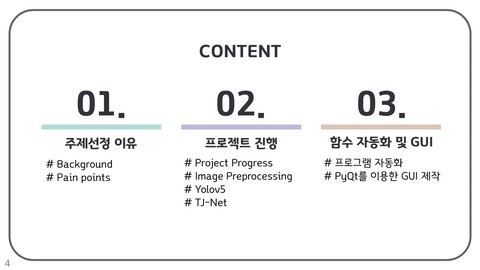 CONTENT
01.
주제선정 이유
# Background
# Pain points
02.
프로젝트 진행
# Project Progress
# Image Preprocessing
# Yolov5
# TJ-Net
03.
함수 자동화 및 GUI
# 프로그램 자동화
# PyQt를 이용한 GUI 제작
4